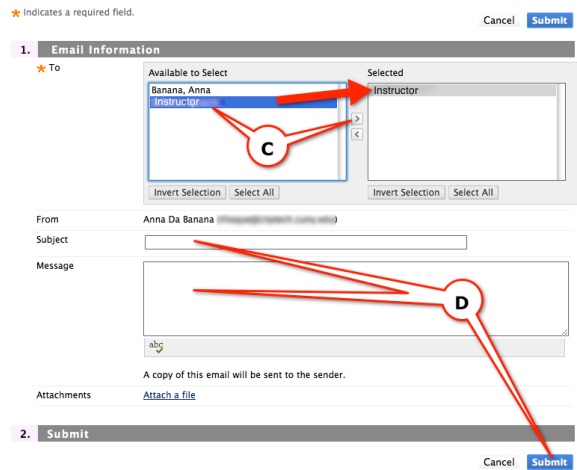 * Indicates a required field.
Cancel Submit
1. Email Information
* To
Available to Select Selected
Banana, Anna Instructor
Instructor
> 
<
C
Invert Selection Select All Invert Selection Select All
From Anna Da Banana
Subject
Message
D
abc
A copy of this email will be sent to the sender.
Attachments Attach a file
2. Submit
Cancel Submit